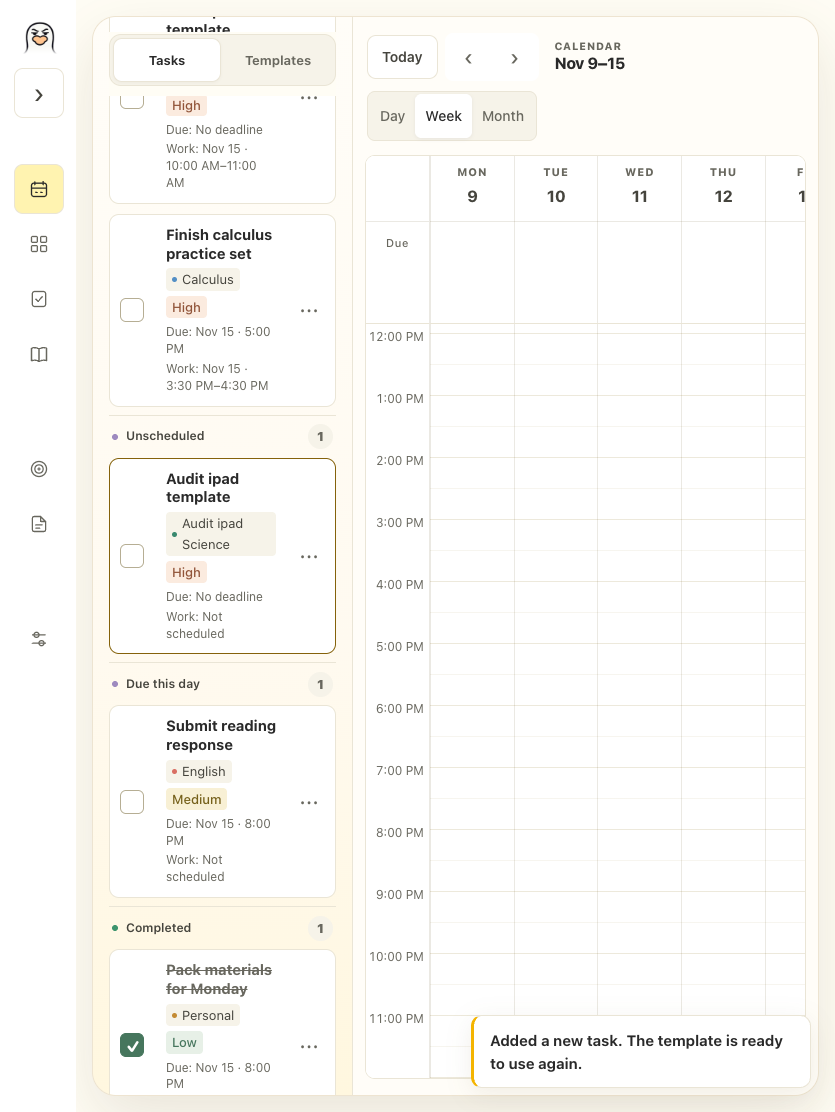 template
Tasks
Templates
High
Due: No deadline
Work: Nov 15 ·
10:00 AM–11:00
AM
Finish calculus
practice set
Calculus
High
Due: Nov 15 · 5:00
PM
Work: Nov 15 ·
3:30 PM–4:30 PM
Unscheduled
1
Audit ipad
template
Audit ipad
Science
High
Due: No deadline
Work: Not
scheduled
Due this day
1
Submit reading
response
English
Medium
Due: Nov 15 · 8:00
PM
Work: Not
scheduled
Completed
1
Pack materials
for Monday
Personal
Low
Due: Nov 15 · 8:00
PM
Today
CALENDAR
Nov 9–15
Day
Week
Month
MON
9
TUE
10
WED
11
THU
12
Due
12:00 PM
1:00 PM
2:00 PM
3:00 PM
4:00 PM
5:00 PM
6:00 PM
7:00 PM
8:00 PM
9:00 PM
10:00 PM
11:00 PM
Added a new task. The template is ready
to use again.